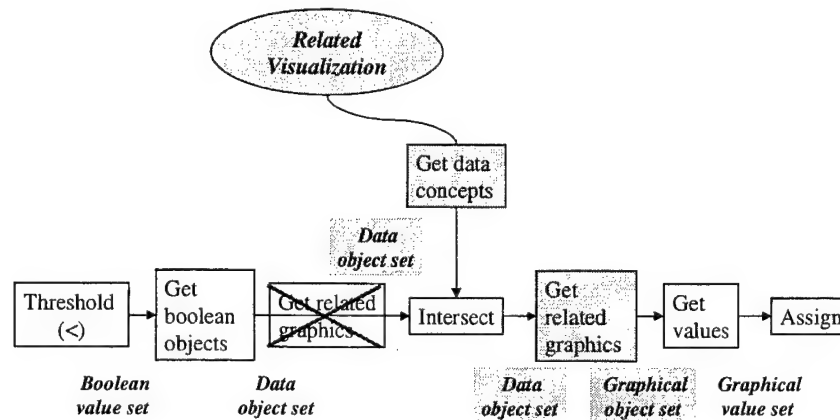 Related
Visualization
Get data
concepts
Data
object set
Threshold
(<)
Get
boolean
objects
Get related
graphics
Intersect
Get
related
graphics
Get
values
Assign
Boolean
value set
Data
object set
Data
object set
Graphical
object set
Graphical
value set